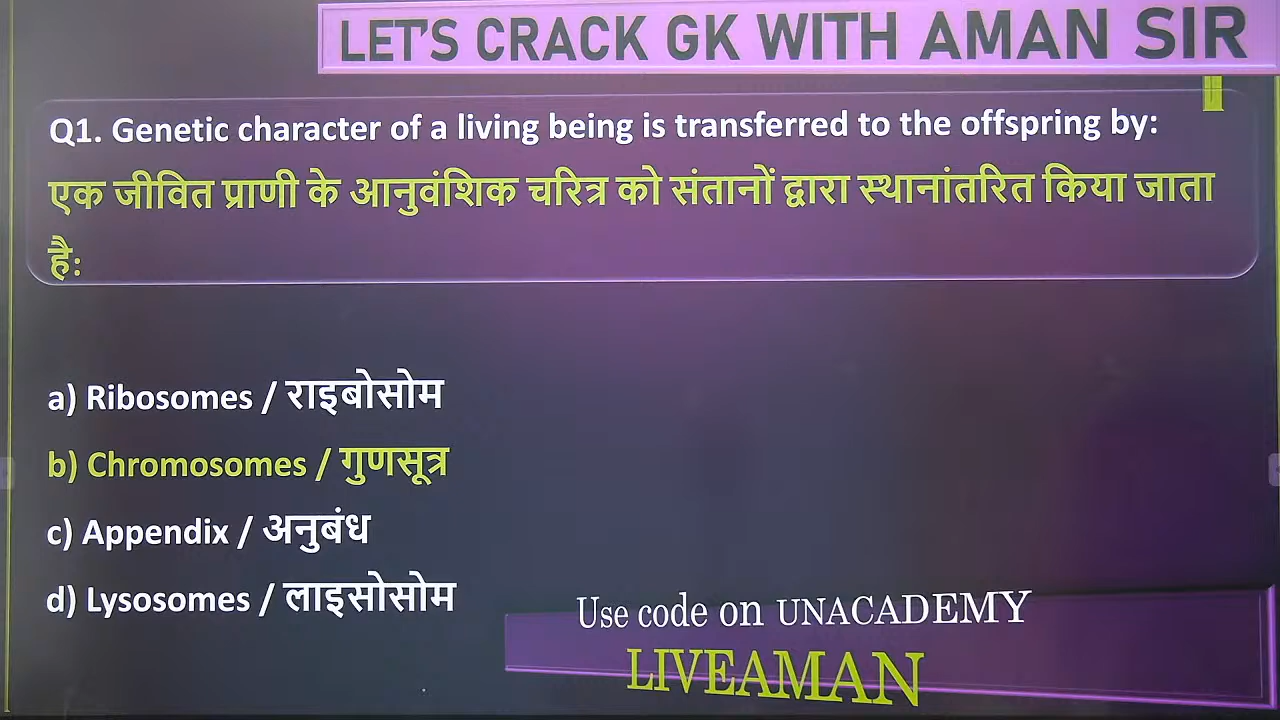 LET'S CRACK GK WITH AMAN SIR
Q1. Genetic character of a living being is transferred to the offspring by:
एक जीवित प्राणी के आनुवंशिक चरित्र को संतानों द्वारा स्थानांतरित किया जाता
है:
a) Ribosomes / राइबोसोम
b) Chromosomes / गुणसूत्र
c) Appendix / अनुबंध
d) Lysosomes / लाइसोसोम
Use code on UNACADEMY
LIVEAMAN